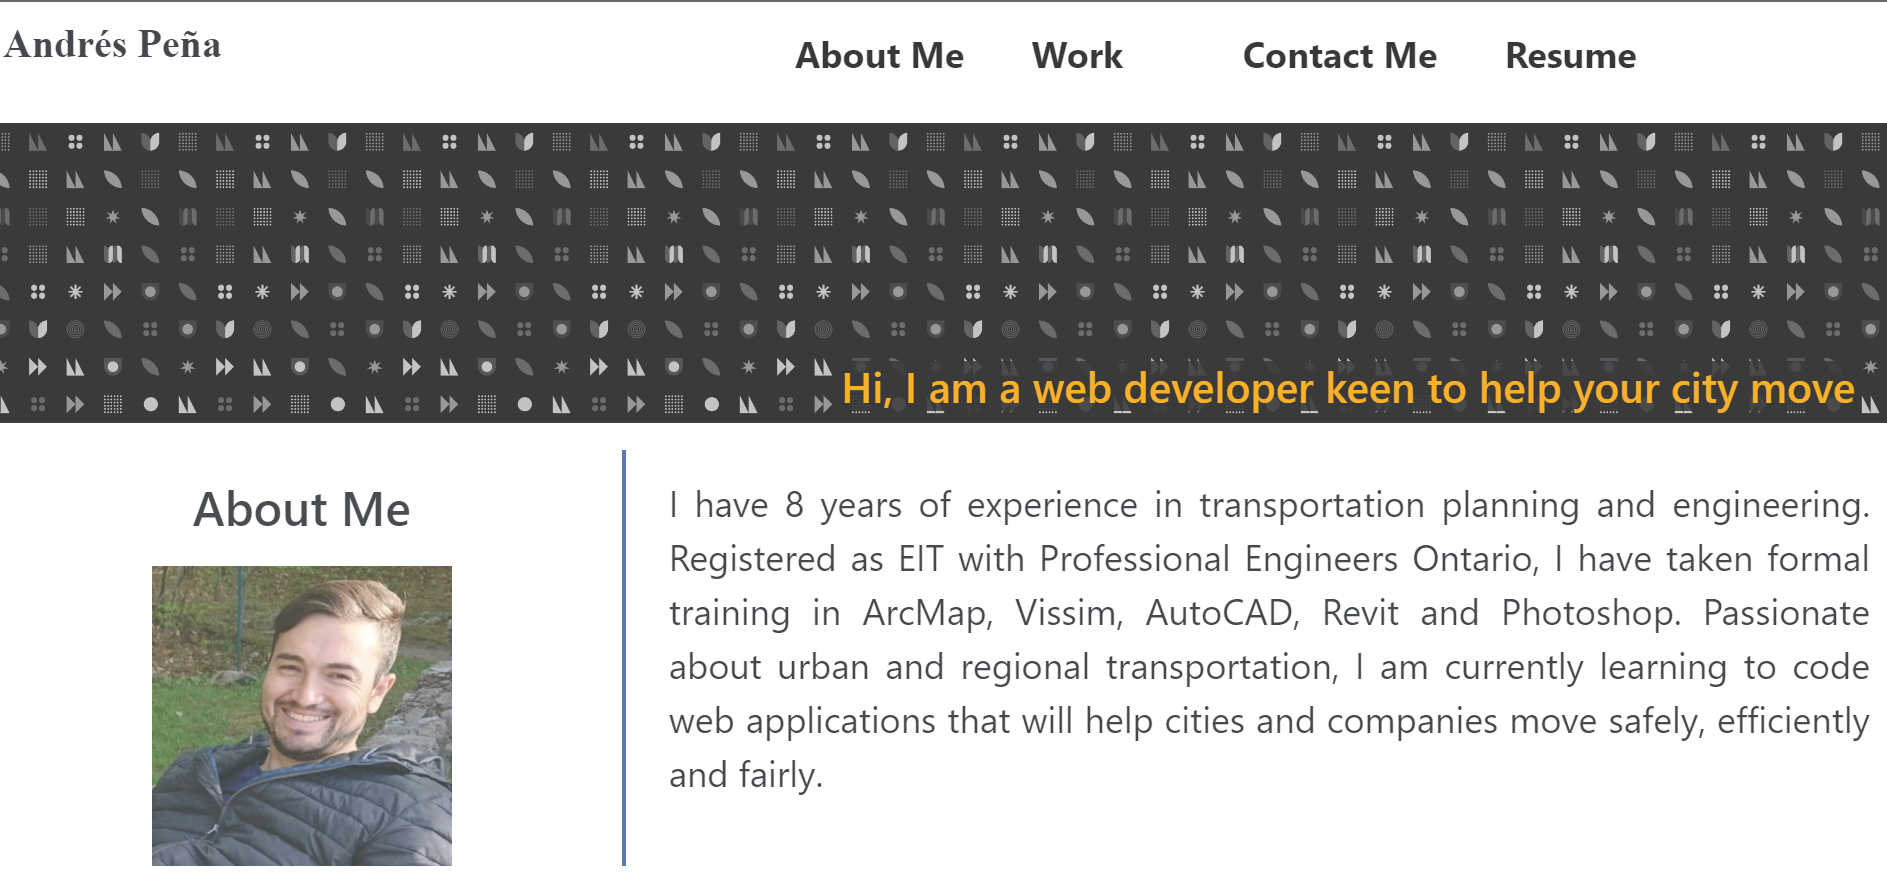 Andrés Peña
About Me Work Contact Me Resume
Hi, I am a web developer keen to help your city move
About Me
I have 8 years of experience in transportation planning and engineering.
Registered as EIT with Professional Engineers Ontario, I have taken formal
training in ArcMap, Vissim, AutoCAD, Revit and Photoshop. Passionate
about urban and regional transportation, I am currently learning to code
web applications that will help cities and companies move safely, efficiently
and fairly.